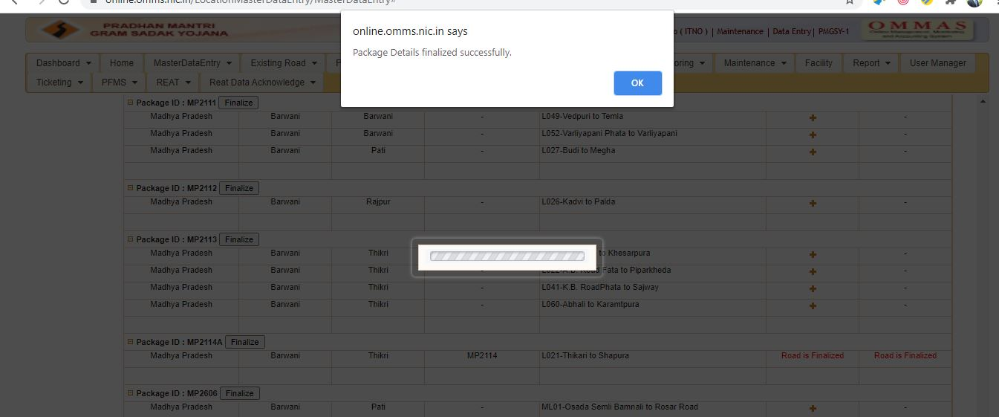 online.omms.nic.in/LocationMasterDataEntry/MasterDataEntry#
online.omms.nic.in says
Package Details finalized successfully.
OK
PRADHAN MANTRI
GRAM SADAK YOJANA
o ( ITNO ) | Maintenance | Data Entry | PMGSY-1
OMMAS
Online Management, Monitoring
and Accounting System
Dashboard Home MasterDataEntry Existing Road oring Maintenance Facility Report User Manager
Ticketing PFMS REAT Reat Data Acknowledge
Package ID : MP2111 Finalize
Madhya Pradesh Barwani Barwani - L049-Vedpuri to Temla -
Madhya Pradesh Barwani Barwani - L052-Varliyapani Phata to Varliyapani -
Madhya Pradesh Barwani Pati - L027-Budi to Megha -
Package ID : MP2112 Finalize
Madhya Pradesh Barwani Rajpur - L026-Kadvi to Palda -
Package ID : MP2113 Finalize
Madhya Pradesh Barwani Thikri to Khesarpura -
Madhya Pradesh Barwani Thikri - L022-A.B. Road Fata to Piparkheda -
Madhya Pradesh Barwani Thikri - L041-K.B. RoadPhata to Sajway -
Madhya Pradesh Barwani Thikri - L060-Abhali to Karamtpura -
Package ID : MP2114A Finalize
Madhya Pradesh Barwani Thikri MP2114 L021-Thikari to Shapura Road is Finalized Road is Finalized
Package ID : MP2606 Finalize
Madhya Pradesh Barwani Pati - ML01-Osada Semli Bamnali to Rosar Road -